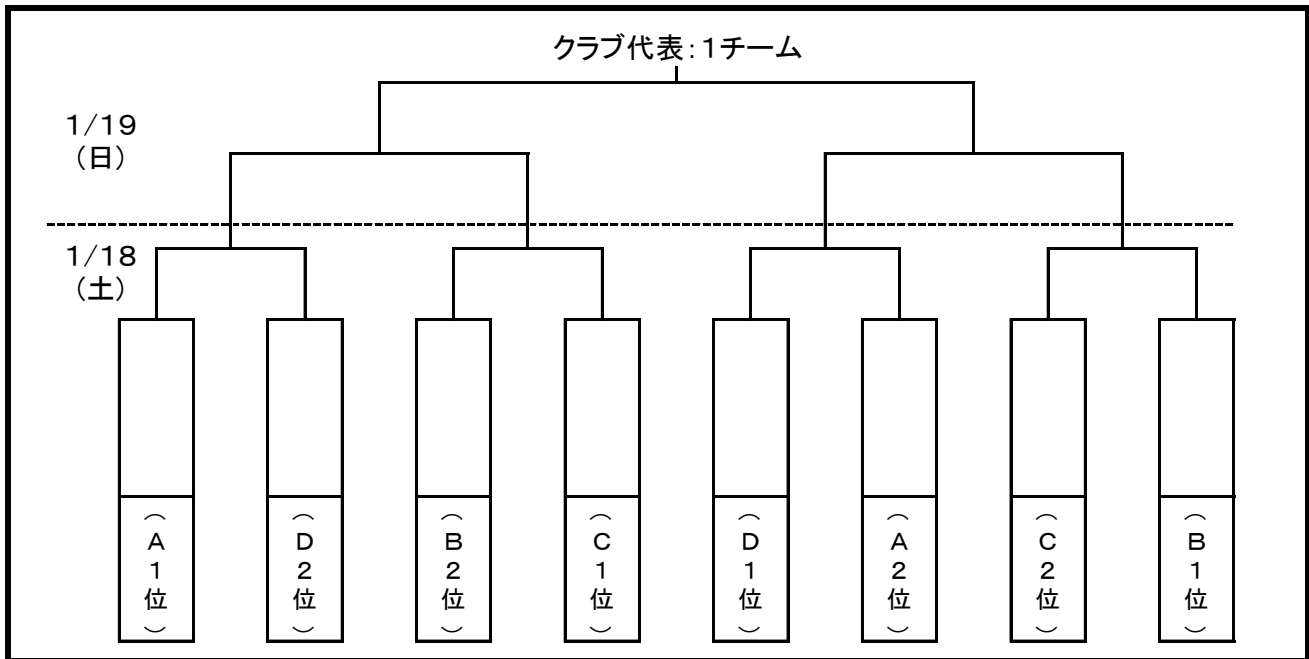 クラブ代表:1チーム
1/19
(日)
1/18
(土)
(A1位)
(D2位)
(B2位)
(C1位)
(D1位)
(A2位)
(C2位)
(B1位)